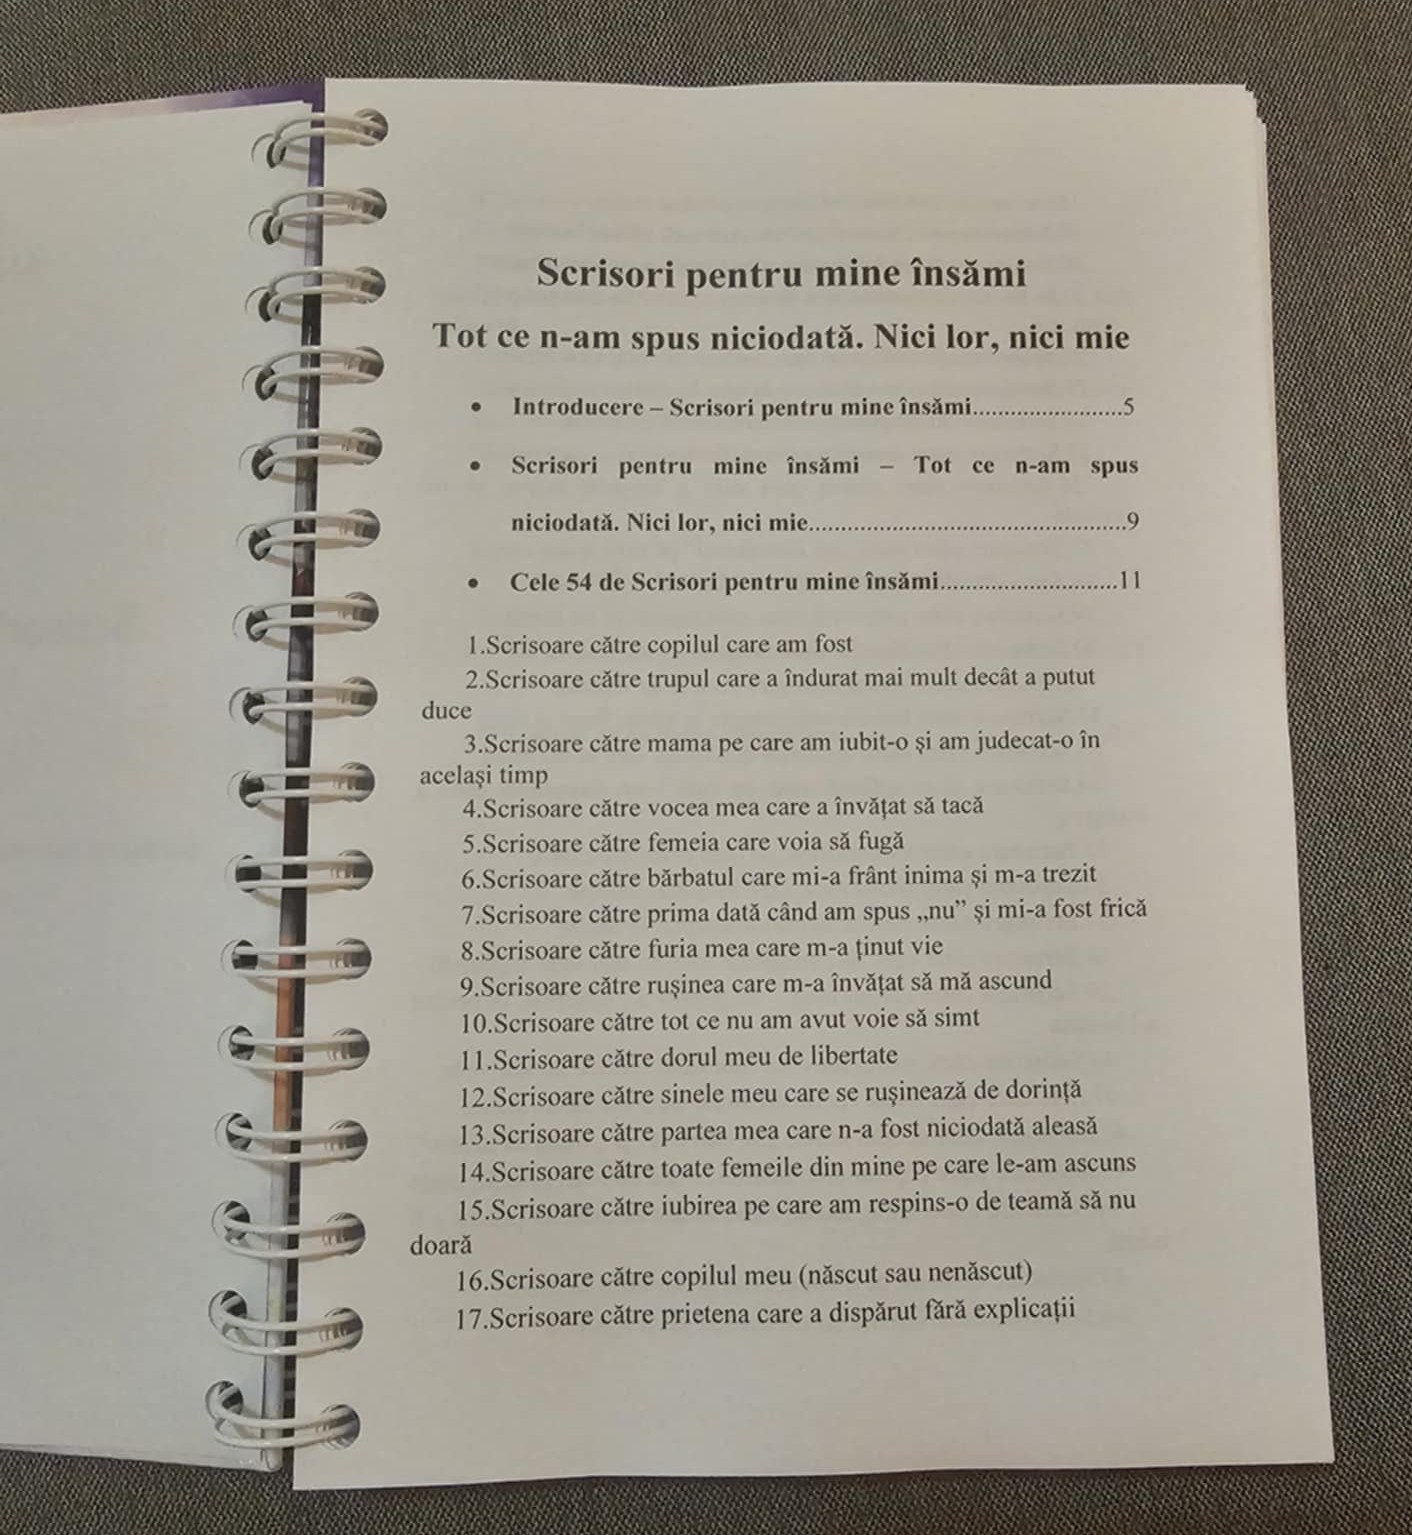 Scrisori pentru mine însămi
Tot ce n-am spus niciodată. Nici lor, nici mie
• Introducere – Scrisori pentru mine însămi.......................5
• Scrisori pentru mine însămi – Tot ce n-am spus
niciodată. Nici lor, nici mie..................................................9
• Cele 54 de Scrisori pentru mine însămi............................11
1.Scrisoare către copilul care am fost
2.Scrisoare către trupul care a îndurat mai mult decât a putut
duce
3.Scrisoare către mama pe care am iubit-o și am judecat-o în
același timp
4.Scrisoare către vocea mea care a învățat să tacă
5.Scrisoare către femeia care voia să fugă
6.Scrisoare către bărbatul care mi-a frânt inima și m-a trezit
7.Scrisoare către prima dată când am spus „nu” și mi-a fost frică
8.Scrisoare către furia mea care m-a ținut vie
9.Scrisoare către rușinea care m-a învățat să mă ascund
10.Scrisoare către tot ce nu am avut voie să simt
11.Scrisoare către dorul meu de libertate
12.Scrisoare către sinele meu care se rușinează de dorință
13.Scrisoare către partea mea care n-a fost niciodată aleasă
14.Scrisoare către toate femeile din mine pe care le-am ascuns
15.Scrisoare către iubirea pe care am respins-o de teamă să nu
doară
16.Scrisoare către copilul meu (născut sau nenăscut)
17.Scrisoare către prietena care a dispărut fără explicații